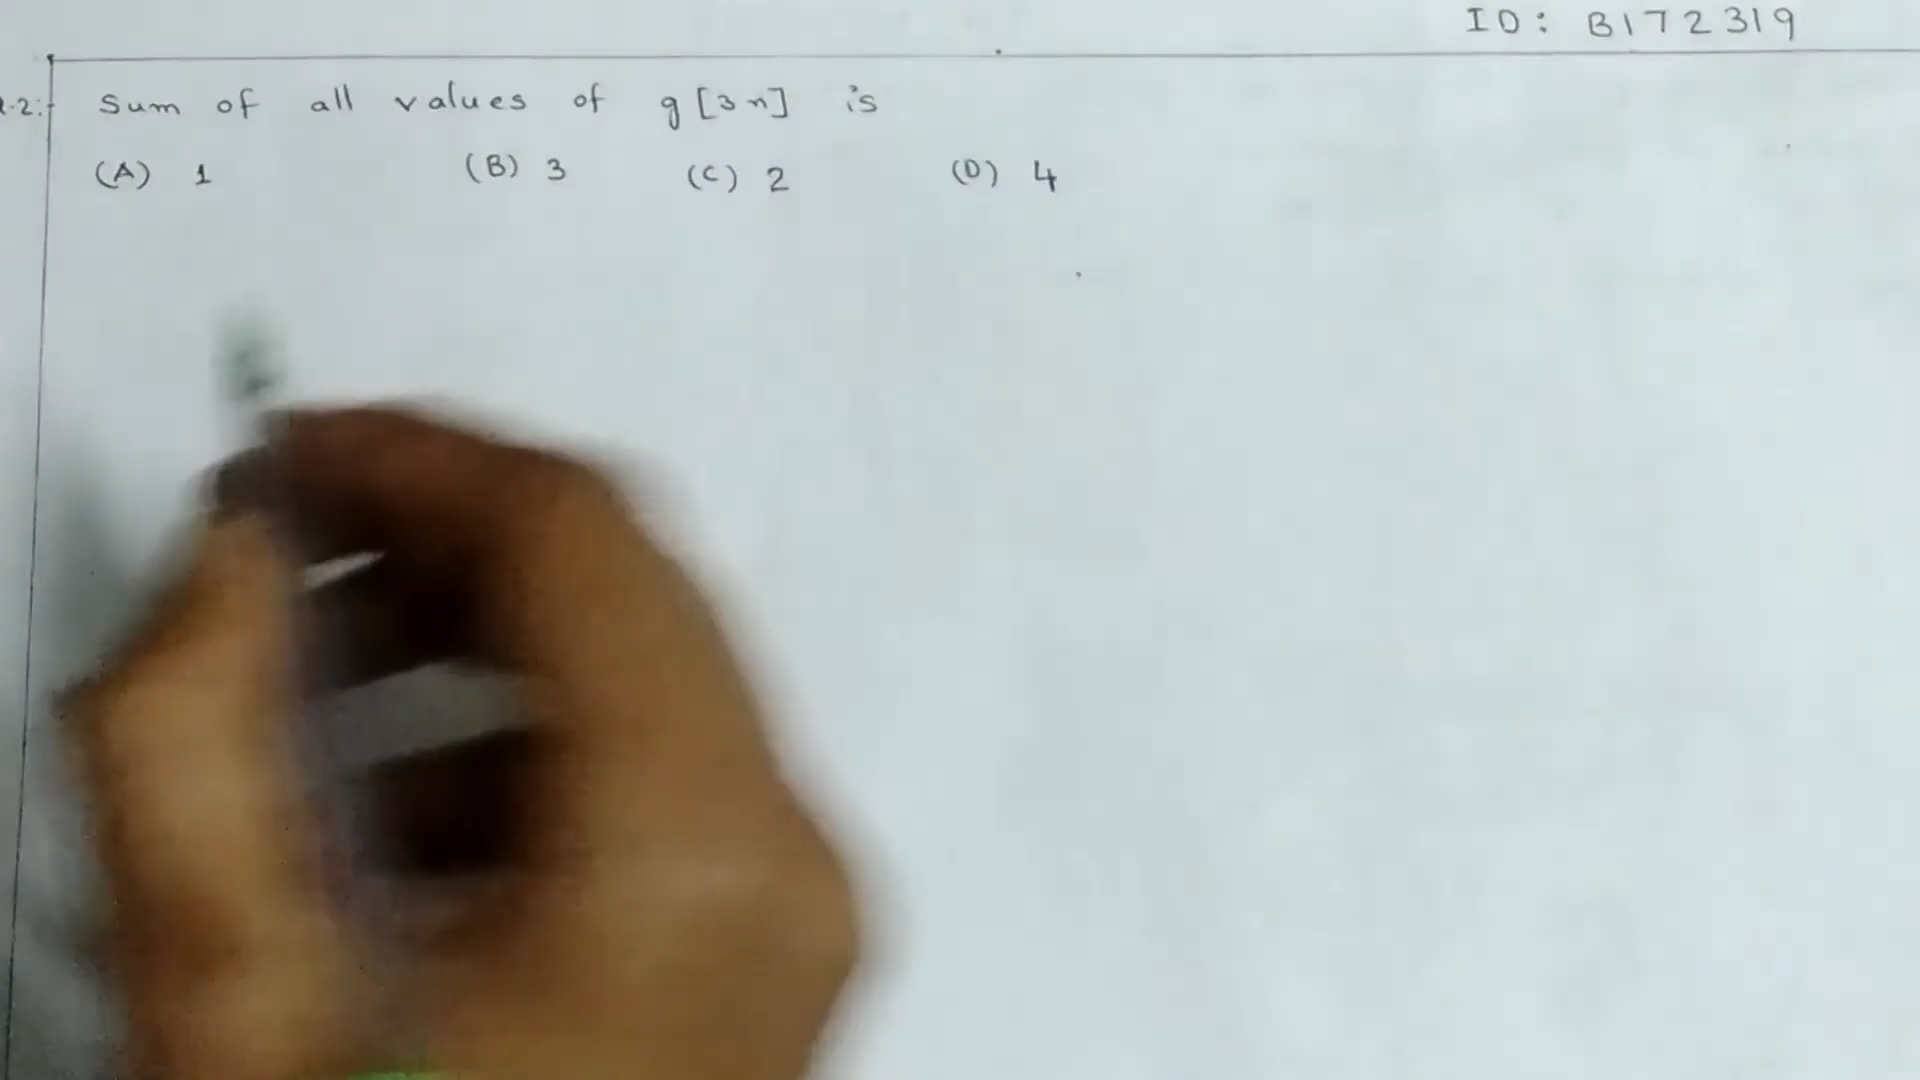 ID: B172319
.2:- Sum of all values of g[3n] is
(A) 1 (B) 3 (C) 2 (D) 4